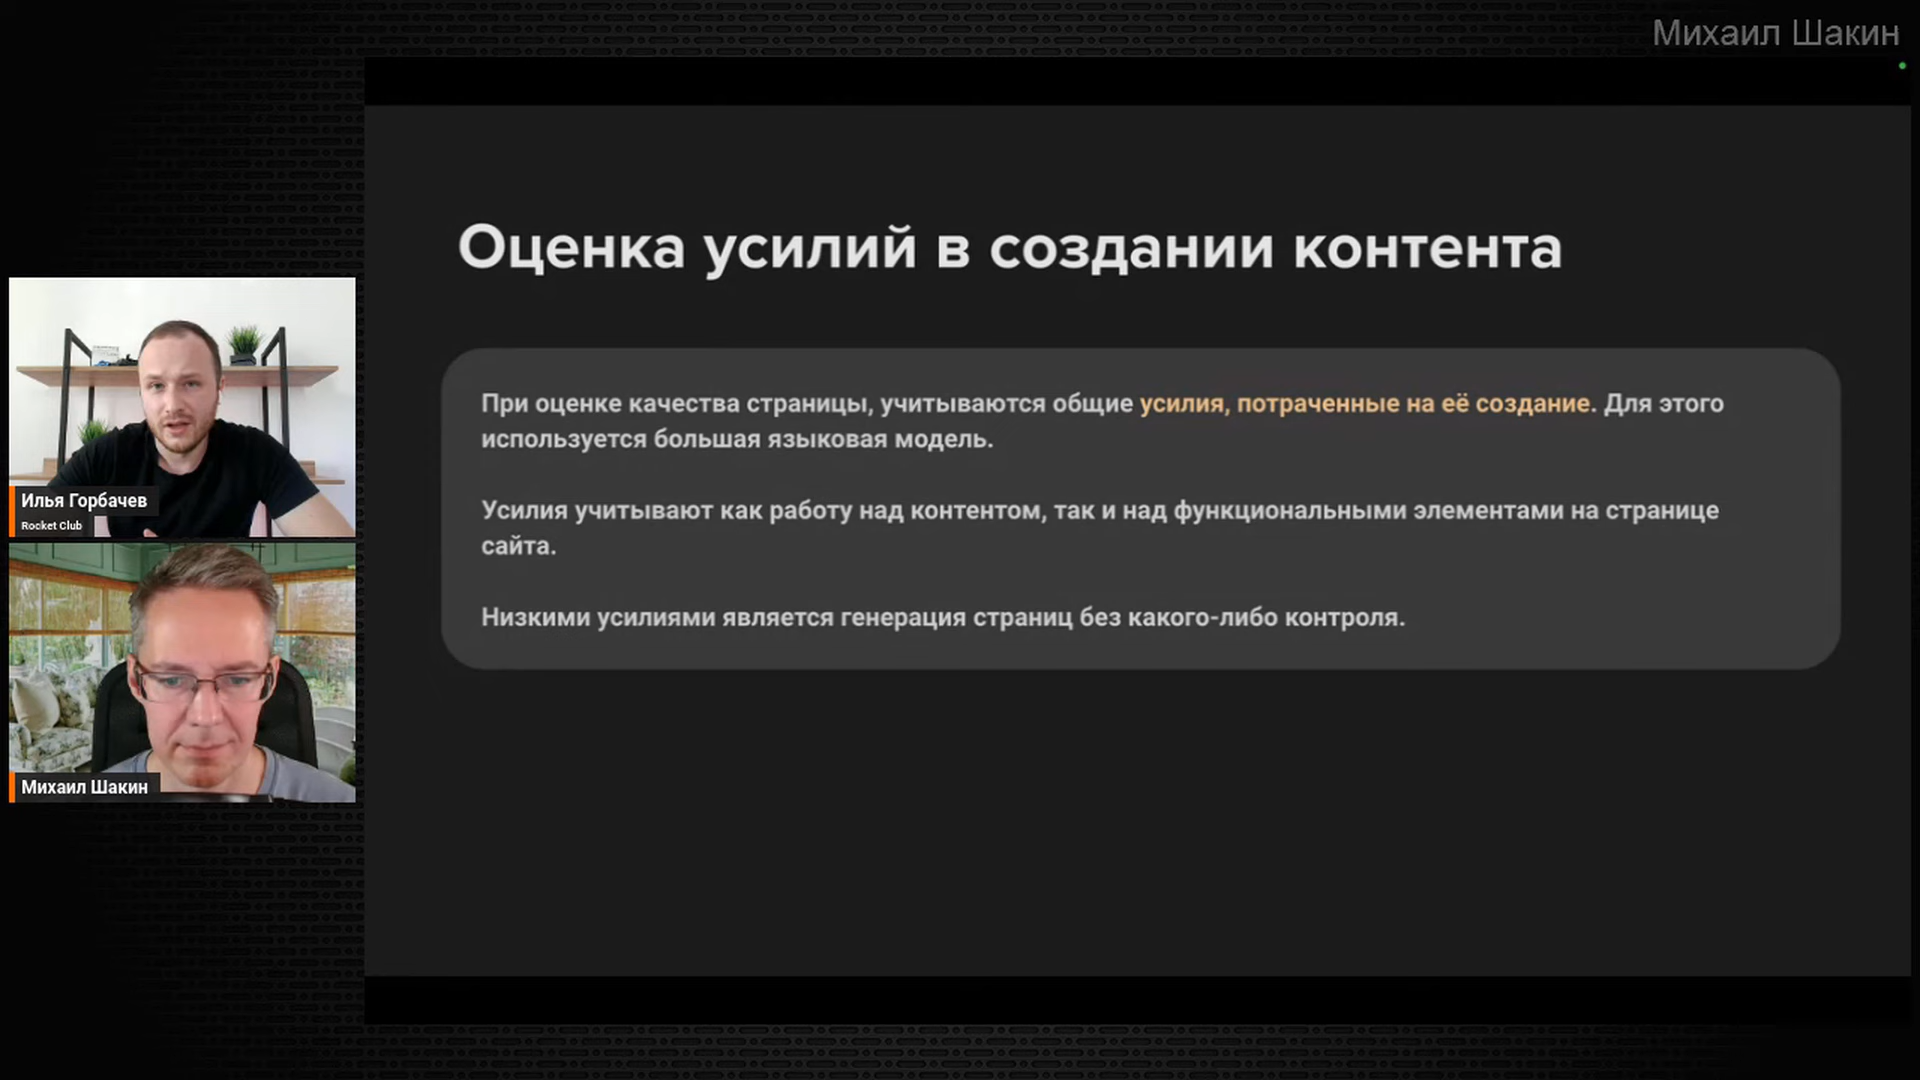 Михаил Шакин
Оценка усилий в создании контента
При оценке качества страницы, учитываются общие усилия, потраченные на её создание. Для этого
используется большая языковая модель.
Усилия учитывают как работу над контентом, так и над функциональными элементами на странице
сайта.
Низкими усилиями является генерация страниц без какого-либо контроля.
Илья Горбачев
Rocket Club
Михаил Шакин